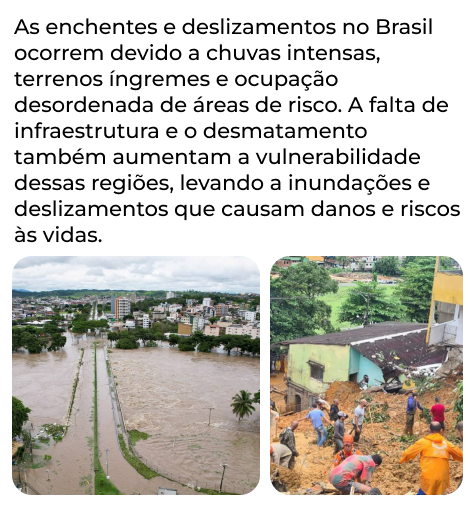 As enchentes e deslizamentos no Brasil
ocorrem devido a chuvas intensas,
terrenos íngremes e ocupação
desordenada de áreas de risco. A falta de
infraestrutura e o desmatamento
também aumentam a vulnerabilidade
dessas regiões, levando a inundações e
deslizamentos que causam danos e riscos
às vidas.